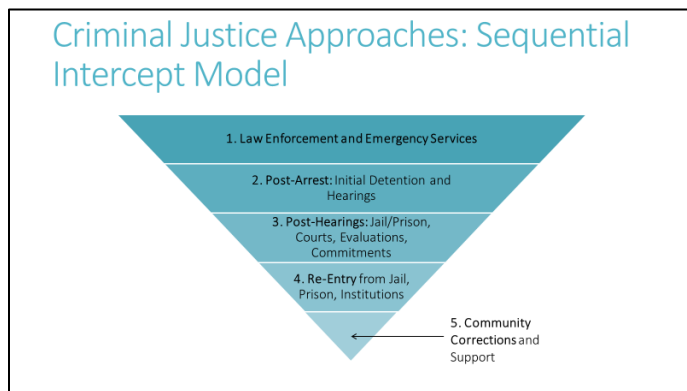 Criminal Justice Approaches: Sequential
Intercept Model
1. Law Enforcement and Emergency Services
2. Post-Arrest: Initial Detention and
Hearings
3. Post-Hearings: Jail/Prison,
Courts, Evaluations,
Commitments
4. Re-Entry from Jail,
Prison, Institutions
5. Community
Corrections and
Support